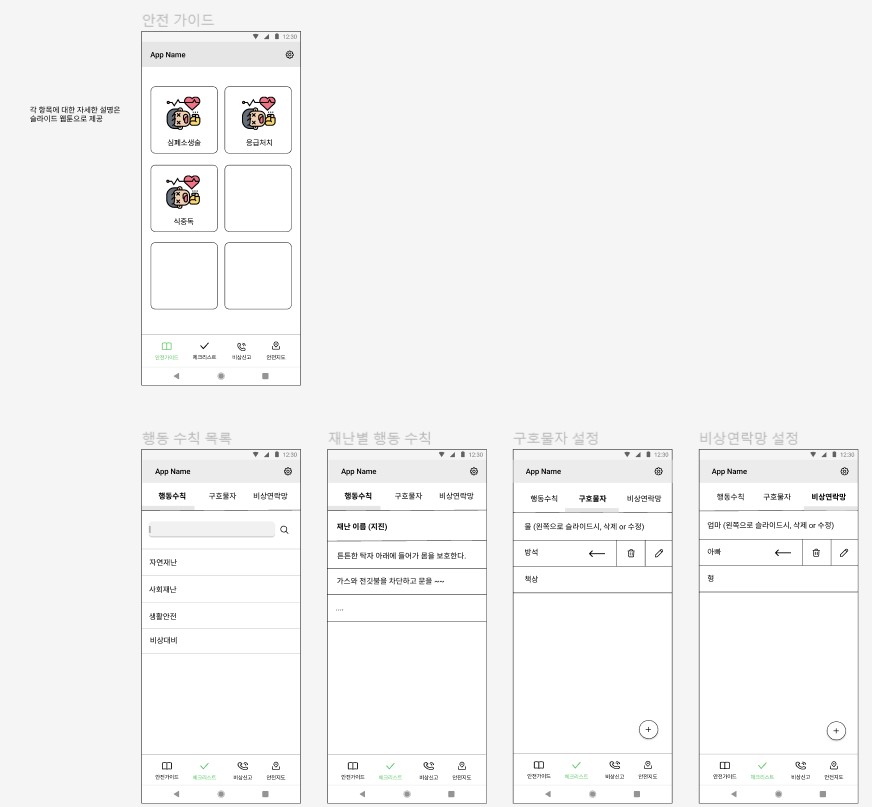 안전 가이드
12:30
App Name
각 항목에 대한 자세한 설명은
슬라이드 웹툰으로 제공
심폐소생술
응급처치
식중독
안전가이드
체크리스트
비상신고
안전지도
행동 수칙 목록
12:30
App Name
행동수칙
구호물자
비상연락망
자연재난
사회재난
생활안전
비상대비
안전가이드
체크리스트
비상신고
안전지도
재난별 행동 수칙
12:30
App Name
행동수칙
구호물자
비상연락망
재난 이름 (지진)
튼튼한 탁자 아래에 들어가 몸을 보호한다.
가스와 전깃불을 차단하고 문을 ~~
....
안전가이드
체크리스트
비상신고
안전지도
구호물자 설정
12:30
App Name
행동수칙
구호물자
비상연락망
물 (왼쪽으로 슬라이드시, 삭제 or 수정)
방석
책상
+
안전가이드
체크리스트
비상신고
안전지도
비상연락망 설정
12:30
App Name
행동수칙
구호물자
비상연락망
엄마 (왼쪽으로 슬라이드시, 삭제 or 수정)
아빠
형
+
안전가이드
체크리스트
비상신고
안전지도